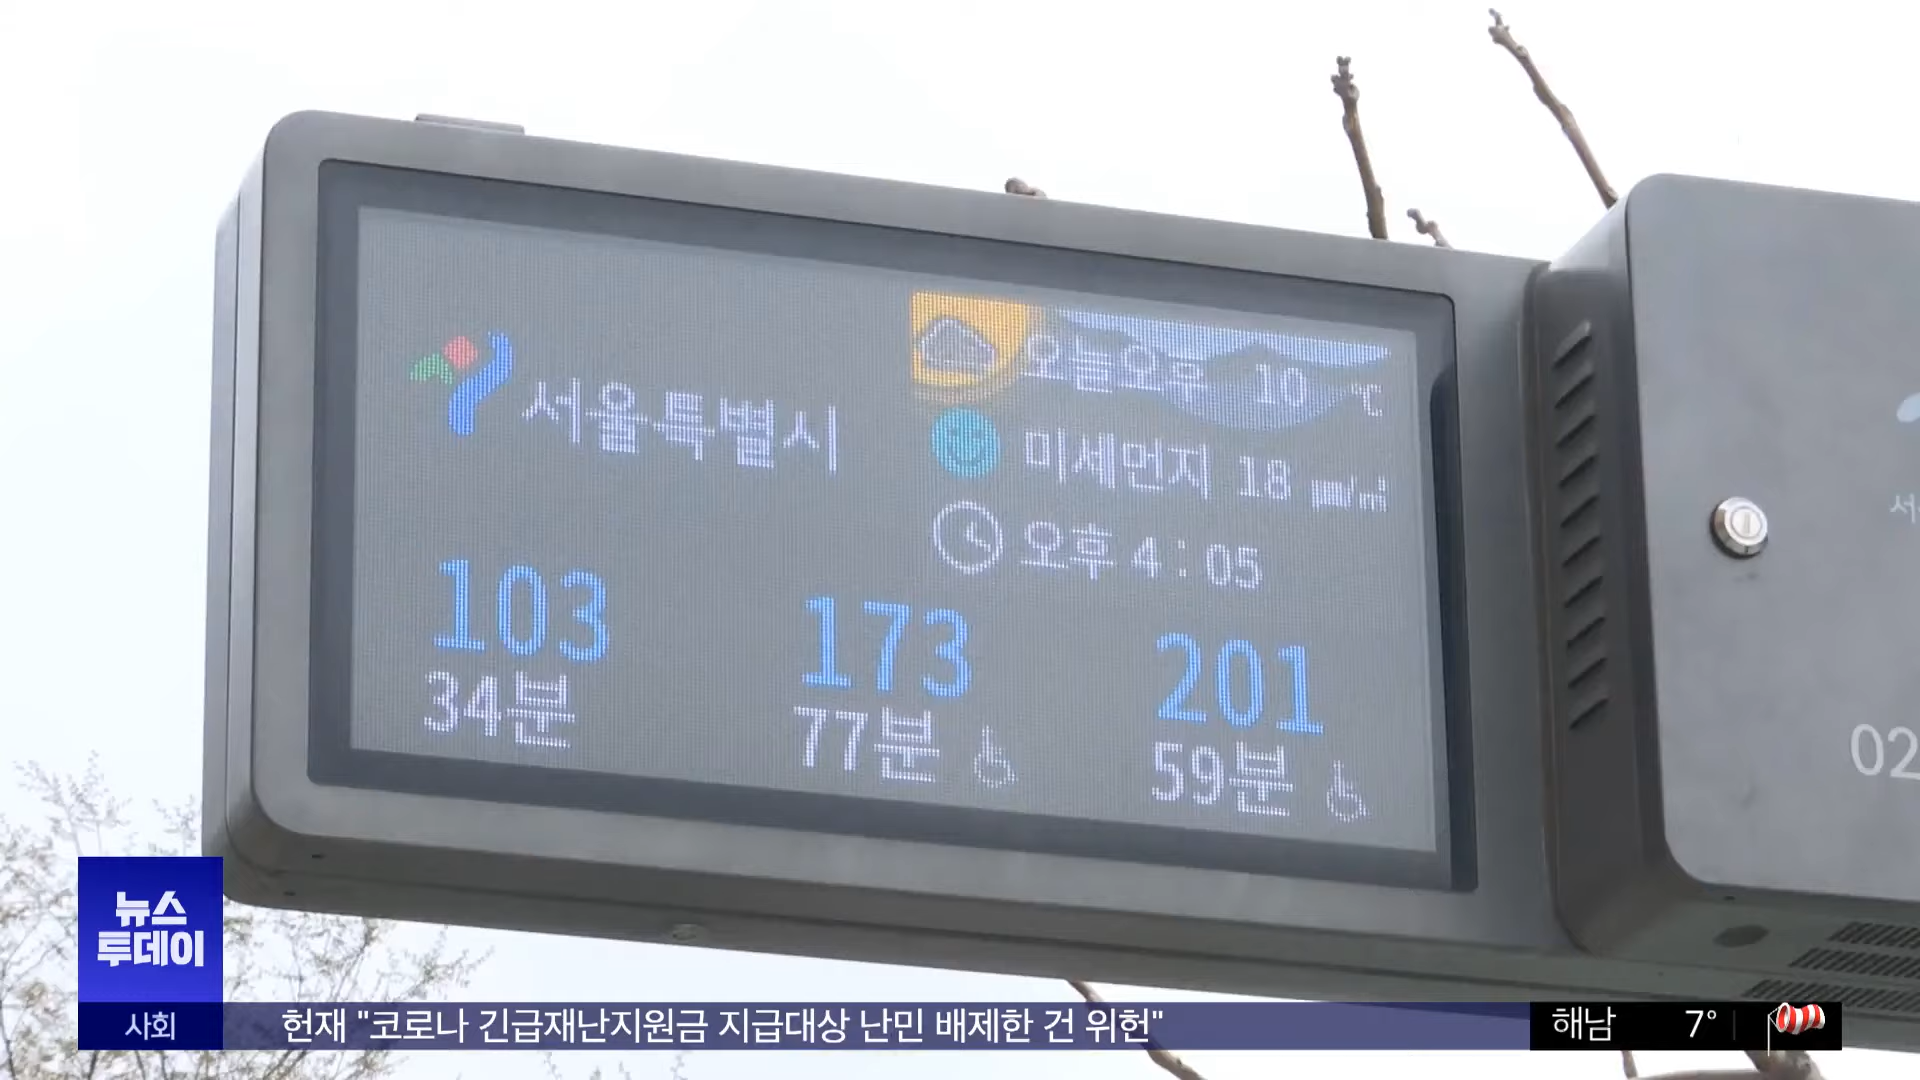 서울특별시
오늘오후 10 ℃
미세먼지 18 ㎍/㎥
오후 4 : 05
103
34분
173
77분
201
59분
02
뉴스
투데이
사회
헌재 "코로나 긴급재난지원금 지급대상 난민 배제한 건 위헌"
해남 7°